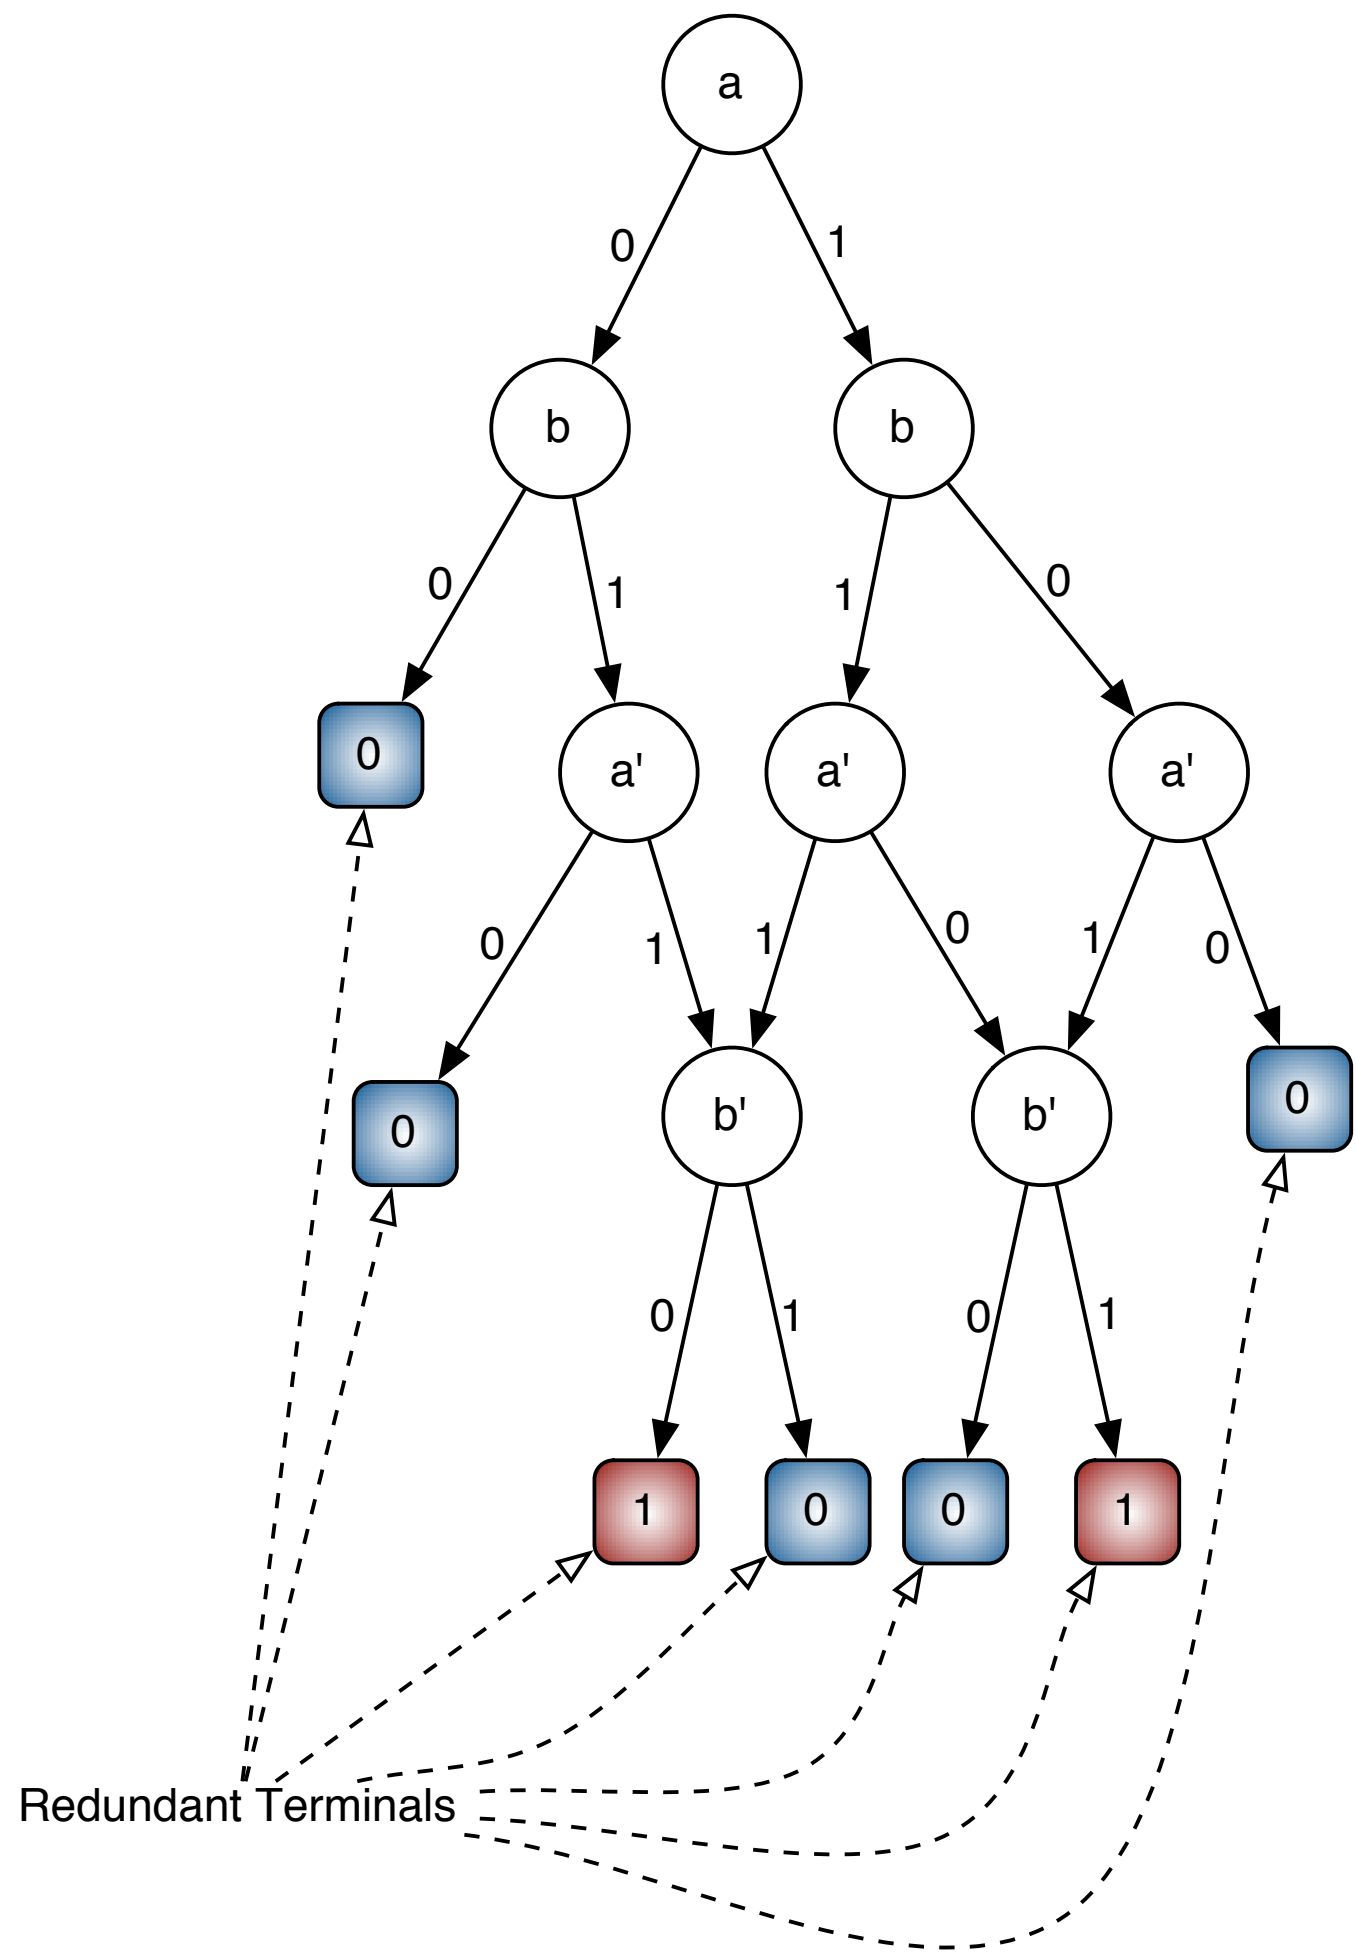 a
0 1
b b
0 1 1 0
0 a' a' a'
0 1 1 0 1 0
0 b' b' 0
0 1 0 1
1 0 0 1
Redundant Terminals